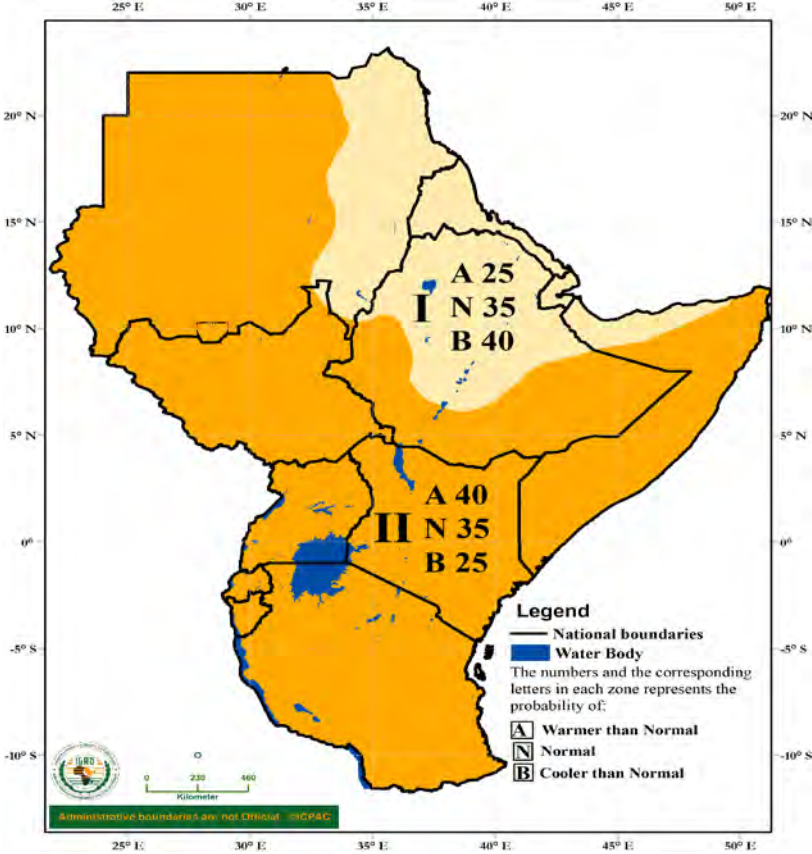 25° E 30° E 35° E 40° E 45° E 50° E
20° N 20° N
15° N 15° N
10° N 10° N
5° N 5° N
0° 0°
-5° S -5° S
-10° S -10° S
I
A 25
N 35
B 40
II
A 40
N 35
B 25
Legend
National boundaries
Water Body
The numbers and the corresponding
letters in each zone represents the
probability of:
A Warmer than Normal
N Normal
B Cooler than Normal
IGAD
0 230 460
Kilometer
Administrative boundaries are not Official ©ICPAC
25° E 30° E 35° E 40° E 45° E 50° E